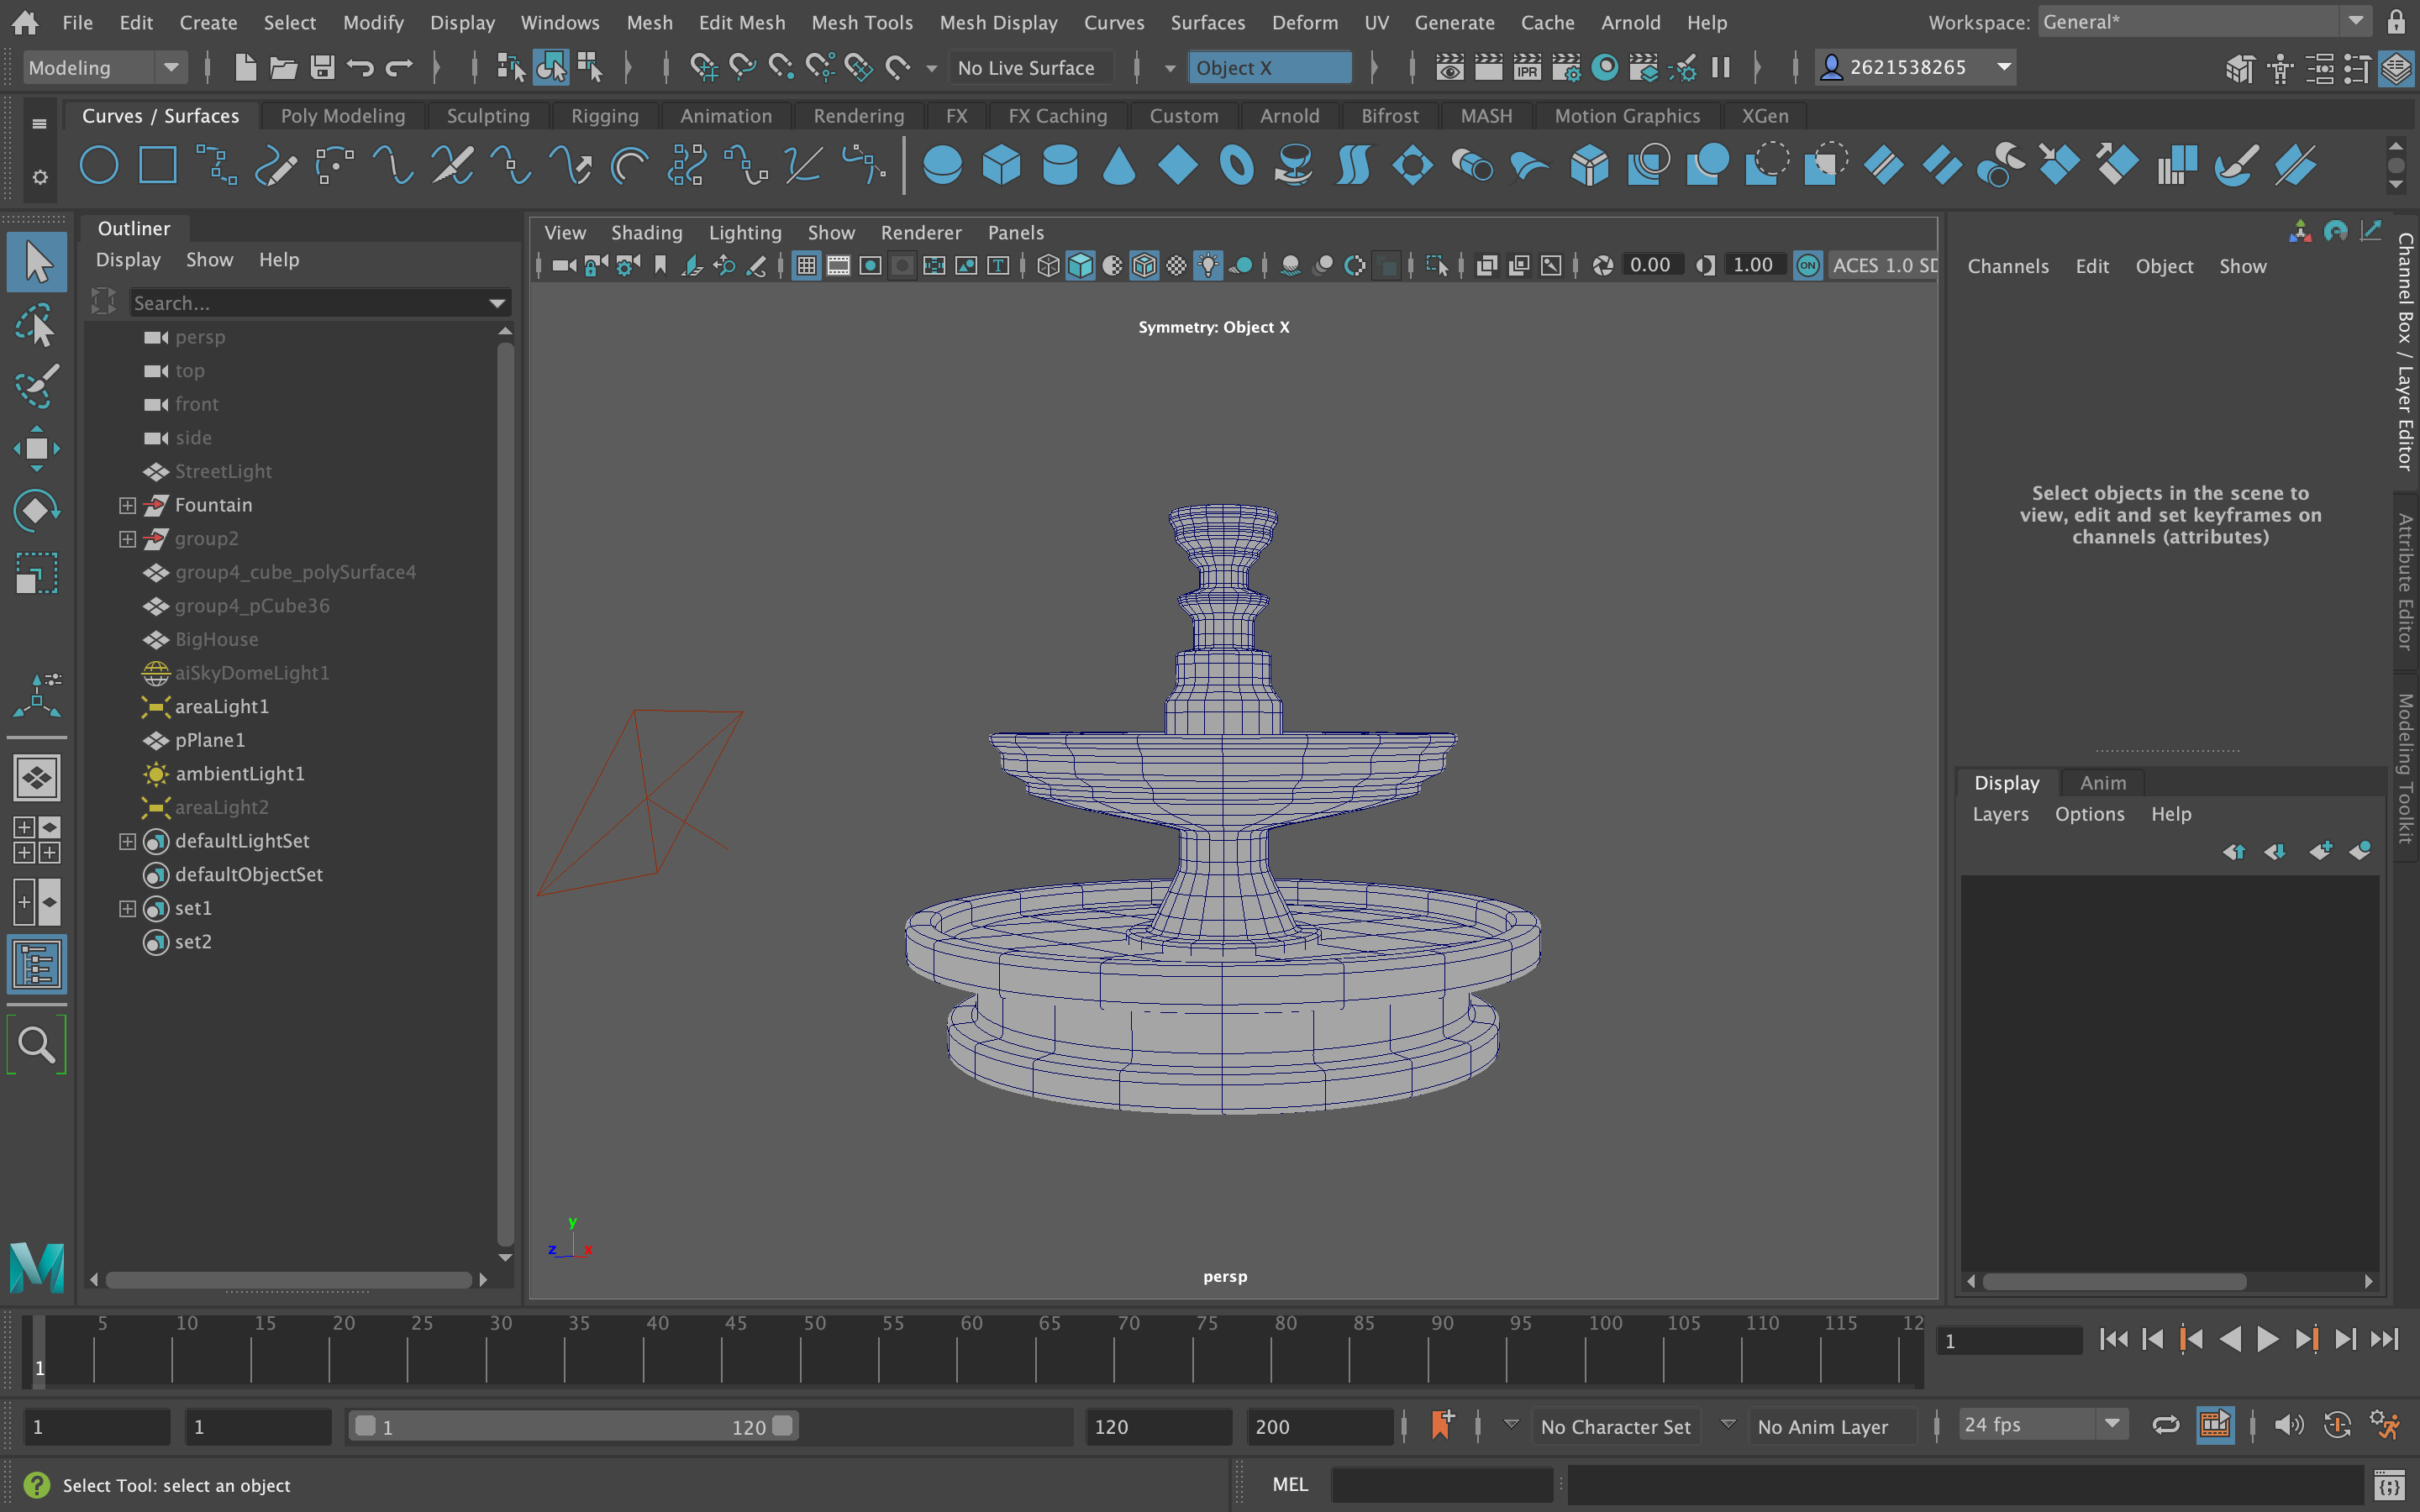 File Edit Create Select Modify Display Windows Mesh Edit Mesh Mesh Tools Mesh Display Curves Surfaces Deform UV Generate Cache Arnold Help Workspace: General*
Modeling No Live Surface Object X IPR 2621538265
Curves / Surfaces Poly Modeling Sculpting Rigging Animation Rendering FX FX Caching Custom Arnold Bifrost MASH Motion Graphics XGen
Outliner
Display Show Help
Search...
persp
top
front
side
StreetLight
Fountain
group2
group4_cube_polySurface4
group4_pCube36
BigHouse
aiSkyDomeLight1
areaLight1
pPlane1
ambientLight1
areaLight2
defaultLightSet
defaultObjectSet
set1
set2
View Shading Lighting Show Renderer Panels
0.00 1.00 ON ACES 1.0 SD
Symmetry: Object X
y
z x
persp
Channels Edit Object Show
Select objects in the scene to
view, edit and set keyframes on
channels (attributes)
Display Anim
Layers Options Help
Channel Box / Layer Editor
Attribute Editor
Modeling Toolkit
5 10 15 20 25 30 35 40 45 50 55 60 65 70 75 80 85 90 95 100 105 110 115 12
1 1
1 1 1 120 120 200 No Character Set No Anim Layer 24 fps
Select Tool: select an object MEL